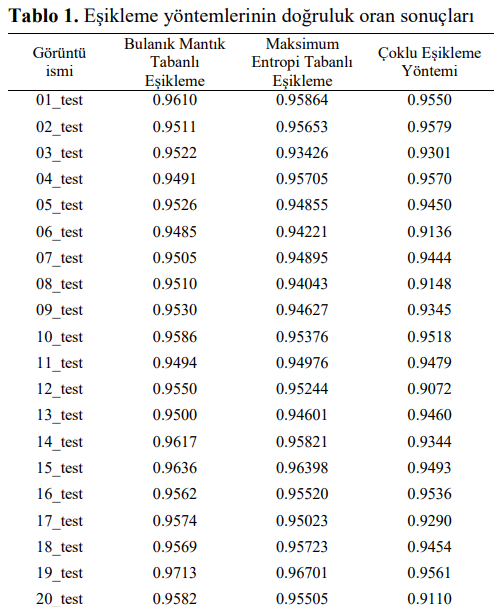 Tablo 1. Eşikleme yöntemlerinin doğruluk oran sonuçları
Görüntü ismi Bulanık Mantık Tabanlı Eşikleme Maksimum Entropi Tabanlı Eşikleme Çoklu Eşikleme Yöntemi
01_test 0.9610 0.95864 0.9550
02_test 0.9511 0.95653 0.9579
03_test 0.9522 0.93426 0.9301
04_test 0.9491 0.95705 0.9570
05_test 0.9526 0.94855 0.9450
06_test 0.9485 0.94221 0.9136
07_test 0.9505 0.94895 0.9444
08_test 0.9510 0.94043 0.9148
09_test 0.9530 0.94627 0.9345
10_test 0.9586 0.95376 0.9518
11_test 0.9494 0.94976 0.9479
12_test 0.9550 0.95244 0.9072
13_test 0.9500 0.94601 0.9460
14_test 0.9617 0.95821 0.9344
15_test 0.9636 0.96398 0.9493
16_test 0.9562 0.95520 0.9536
17_test 0.9574 0.95023 0.9290
18_test 0.9569 0.95723 0.9454
19_test 0.9713 0.96701 0.9561
20_test 0.9582 0.95505 0.9110